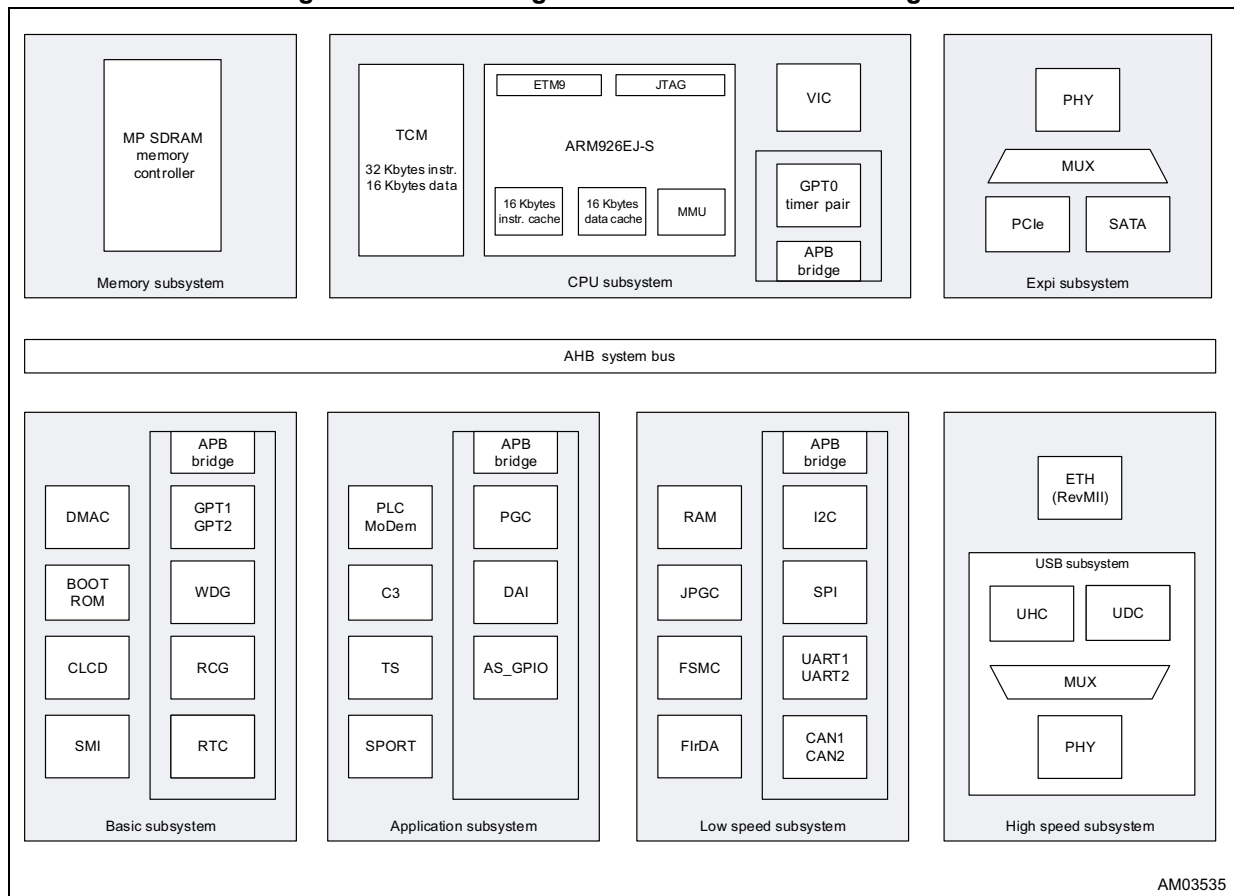 MP SDRAM
memory
controller
Memory subsystem
TCM
32 Kbytes instr.
16 Kbytes data
ETM9
JTAG
ARM926EJ-S
16 Kbytes
instr. cache
16 Kbytes
data cache
MMU
VIC
GPT0
timer pair
APB
bridge
CPU subsystem
PHY
MUX
PCIe
SATA
Expi subsystem
AHB system bus
APB
bridge
DMAC
GPT1
GPT2
BOOT
ROM
WDG
CLCD
RCG
SMI
RTC
Basic subsystem
APB
bridge
PLC
MoDem
PGC
C3
DAI
TS
AS_GPIO
SPORT
Application subsystem
APB
bridge
RAM
I2C
JPGC
SPI
FSMC
UART1
UART2
FIrDA
CAN1
CAN2
Low speed subsystem
ETH
(RevMII)
USB subsystem
UHC
UDC
MUX
PHY
High speed subsystem
AM03535